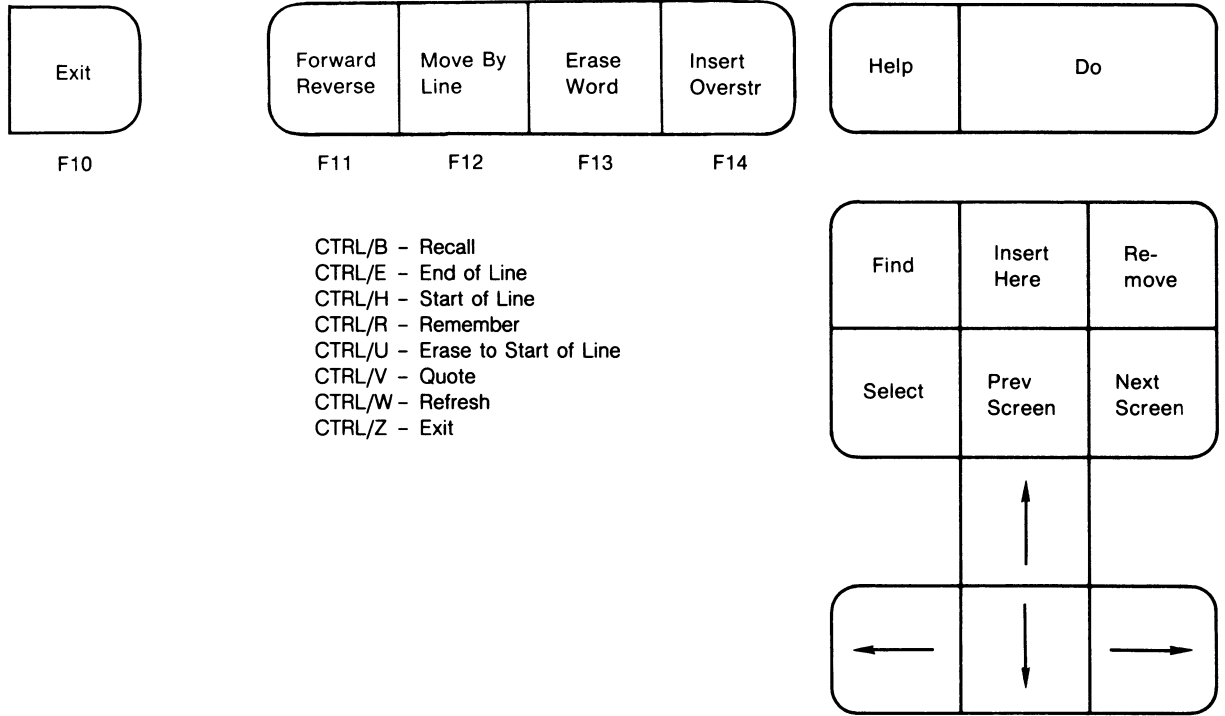 Exit
Forward
Reverse
Move By
Line
Erase
Word
Insert
Overstr
Help
Do
F10
F11
F12
F13
F14
CTRL/B – Recall
CTRL/E – End of Line
CTRL/H – Start of Line
CTRL/R – Remember
CTRL/U – Erase to Start of Line
CTRL/V – Quote
CTRL/W – Refresh
CTRL/Z – Exit
Find
Insert
Here
Re-
move
Select
Prev
Screen
Next
Screen